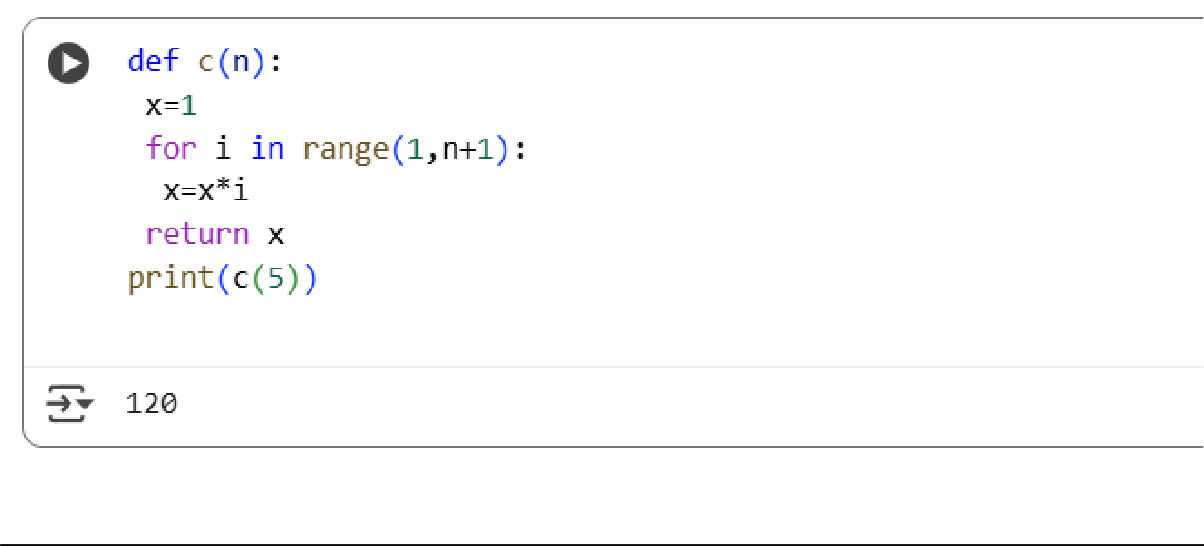 def c(n):
 x=1
 for i in range(1,n+1):
  x=x*i
 return x
print(c(5))
120